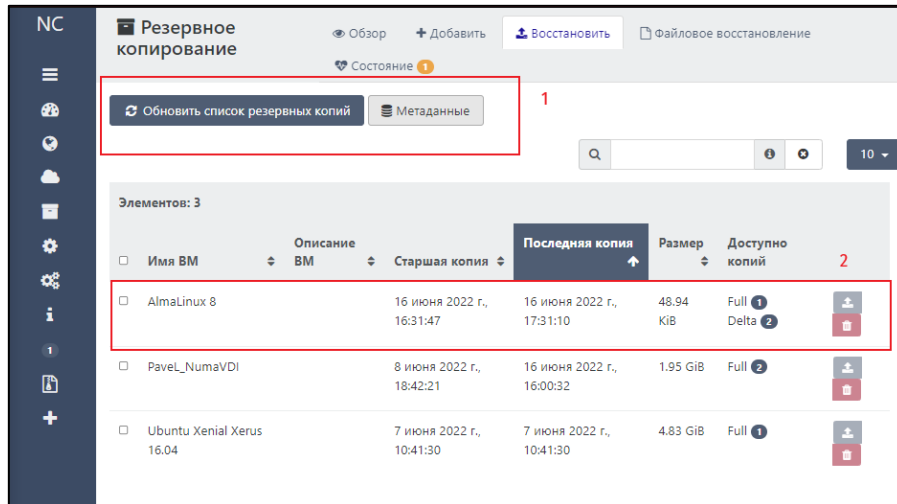 NC
Резервное копирование
Обзор
Добавить
Восстановить
Файловое восстановление
Состояние 1
Обновить список резервных копий
Метаданные
1
10
Элементов: 3
Имя ВМ
Описание ВМ
Старшая копия
Последняя копия
Размер
Доступно копий
2
AlmaLinux 8
16 июня 2022 г., 16:31:47
16 июня 2022 г., 17:31:10
48.94 KiB
Full 1
Delta 2
PaveL_NumaVDI
8 июня 2022 г., 18:42:21
16 июня 2022 г., 16:00:32
1.95 GiB
Full 2
Ubuntu Xenial Xerus 16.04
7 июня 2022 г., 10:41:30
7 июня 2022 г., 10:41:30
4.83 GiB
Full 1
1